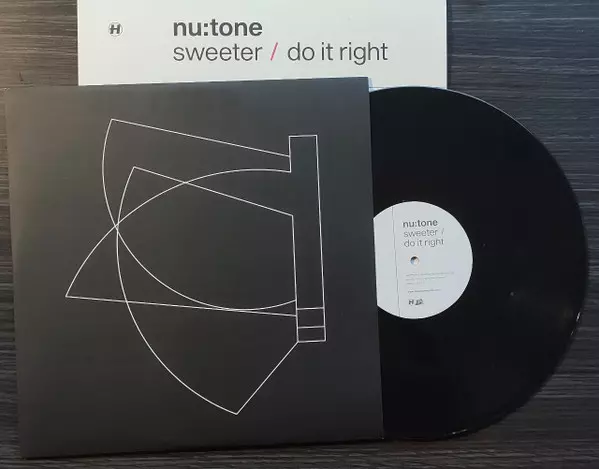 H
nu:tone
sweeter / do it right
nu:tone
sweeter /
do it right
H